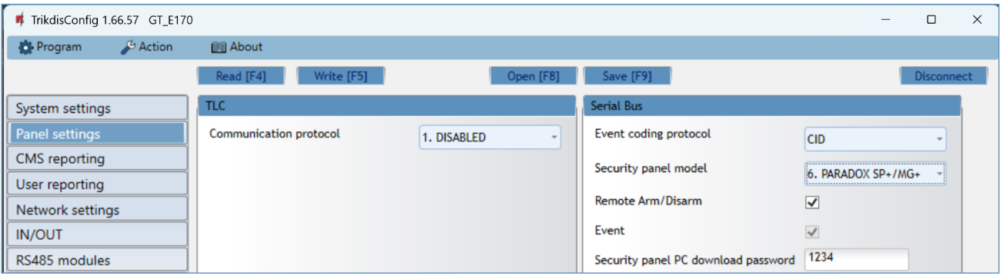 TrikdisConfig 1.66.57 GT_E170
Program Action About
Read [F4] Write [F5] Open [F8] Save [F9] Disconnect
System settings
Panel settings
CMS reporting
User reporting
Network settings
IN/OUT
RS485 modules
TLC
Communication protocol 1. DISABLED
Serial Bus
Event coding protocol CID
Security panel model 6. PARADOX SP+/MG+
Remote Arm/Disarm
Event
Security panel PC download password 1234